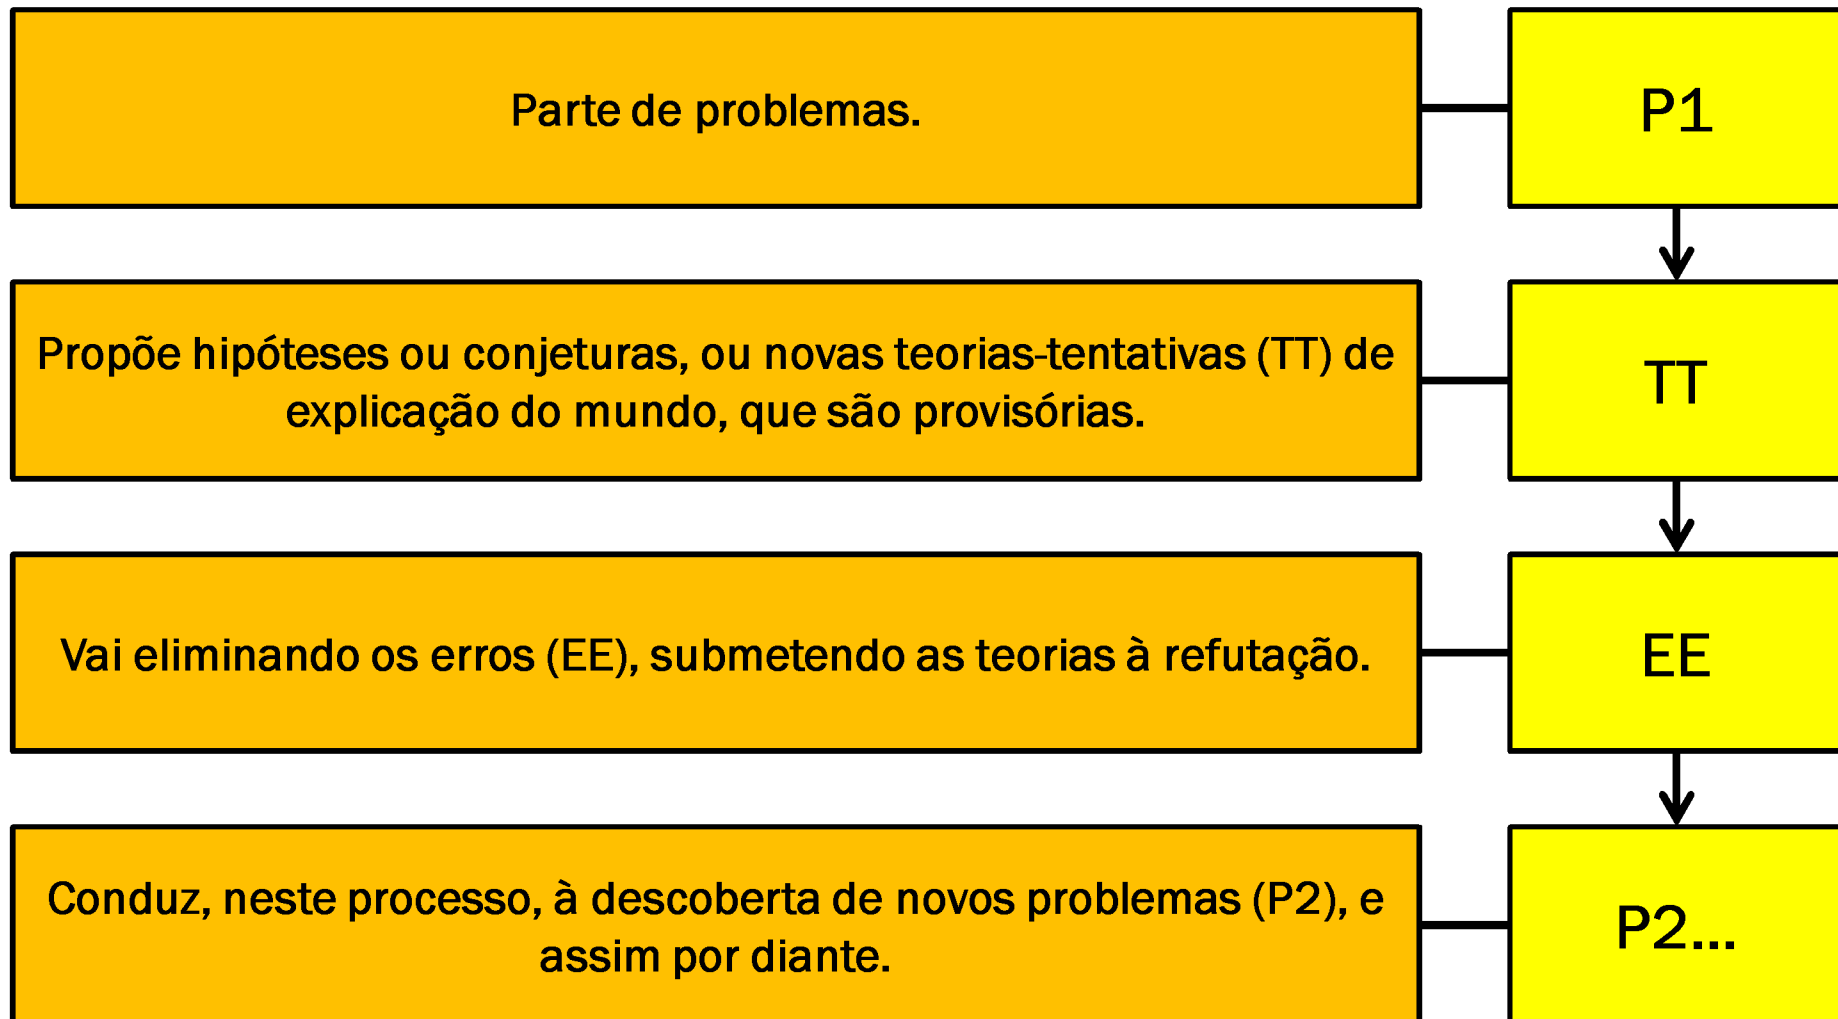 Parte de problemas.
P1
Propõe hipóteses ou conjeturas, ou novas teorias-tentativas (TT) de
explicação do mundo, que são provisórias.
TT
Vai eliminando os erros (EE), submetendo as teorias à refutação.
EE
Conduz, neste processo, à descoberta de novos problemas (P2), e
assim por diante.
P2...